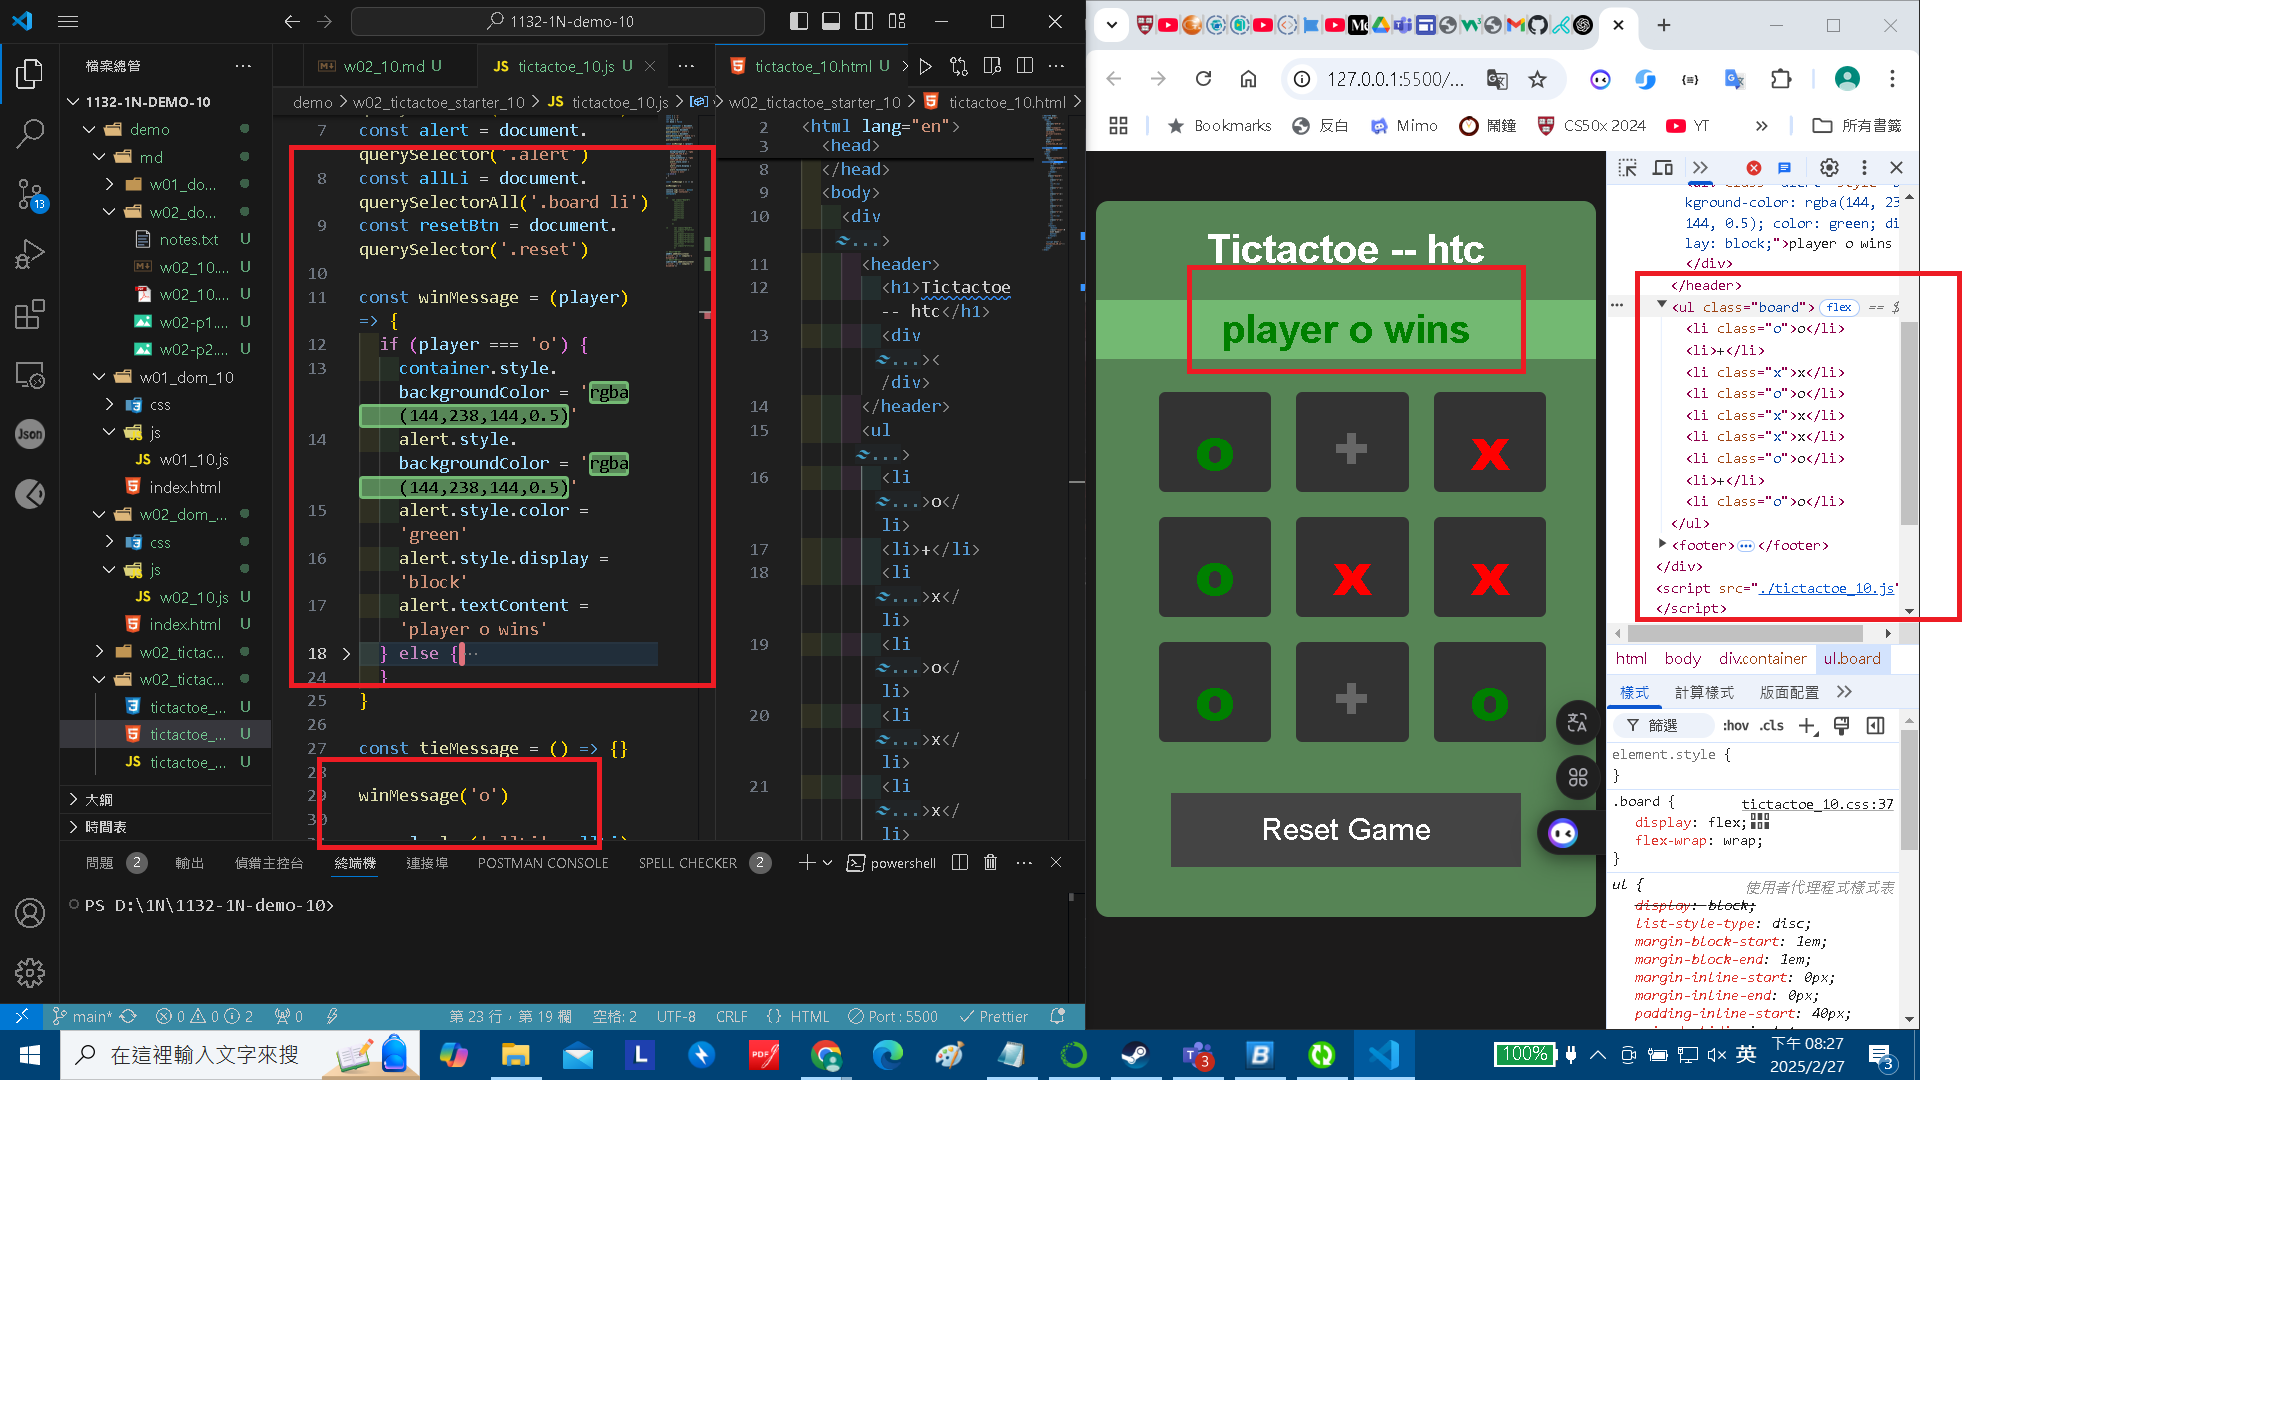 1132-1N-demo-10
檔案總管
1132-1N-DEMO-10
demo
md
w01_do...
w02_do...
notes.txt U
w02_10.... U
w02_10.... U
w02-p1.... U
w02-p2.... U
w01_dom_10
css
js
w01_10.js
index.html
w02_dom_...
css
js
w02_10.js U
index.html U
w02_tictac...
w02_tictac...
tictactoe_... U
tictactoe_... U
tictactoe_... U
大綱
時間表
13
Json
w02_10.md U
tictactoe_10.js U
demo > w02_tictactoe_starter_10 > JS tictactoe_10.js >
7 const alert = document.
querySelector('.alert')
8 const allLi = document.
querySelectorAll('.board li')
9 const resetBtn = document.
querySelector('.reset')
10
11 const winMessage = (player)
=> {
12 if (player === 'o') {
13 container.style.
backgroundColor = 'rgba
(144,238,144,0.5)'
14 alert.style.
backgroundColor = 'rgba
(144,238,144,0.5)'
15 alert.style.color =
'green'
16 alert.style.display =
'block'
17 alert.textContent =
'player o wins'
18 } else {...
24 }
25 }
26
27 const tieMessage = () => {}
28
29 winMessage('o')
30
tictactoe_10.html U
w02_tictactoe_starter_10 > tictactoe_10.html >
2 <html lang="en">
3 <head>
8 </head>
9 <body>
10 <div
...>
11 <header>
12 <h1>Tictactoe
-- htc</h1>
13 <div
...><
/div>
14 </header>
15 <ul
...>
16 <li
...>o</
li>
17 <li>+</li>
18 <li
...>x</
li>
19 <li
...>o</
li>
20 <li
...>x</
li>
21 <li
...>x</
li>
問題 2 輸出 偵錯主控台 終端機 連接埠 POSTMAN CONSOLE SPELL CHECKER 2 powershell
PS D:\1N\1132-1N-demo-10>
main* 0 0 2 0 第 23 行，第 19 欄 空格: 2 UTF-8 CRLF {} HTML Port : 5500 Prettier
127.0.0.1:5500/...
Bookmarks 反白 Mimo 鬧鐘 CS50x 2024 YT 所有書籤
Tictactoe -- htc
player o wins
o + x
o x x
o + o
Reset Game
kground-color: rgba(144, 23
144, 0.5); color: green; di
lay: block;">player o wins
</div>
</header>
<ul class="board"> flex == $
<li class="o">o</li>
<li>+</li>
<li class="x">x</li>
<li class="o">o</li>
<li class="x">x</li>
<li class="x">x</li>
<li class="o">o</li>
<li>+</li>
<li class="o">o</li>
</ul>
<footer>...</footer>
</div>
<script src="./tictactoe_10.js"
</script>
html body div.container ul.board
樣式 計算樣式 版面配置
篩選 :hov .cls
element.style {
}
.board { tictactoe_10.css:37
display: flex;
flex-wrap: wrap;
}
ul { 使用者代理程式樣式表
display: block;
list-style-type: disc;
margin-block-start: 1em;
margin-block-end: 1em;
margin-inline-start: 0px;
margin-inline-end: 0px;
padding-inline-start: 40px;
在這裡輸入文字來搜
100% 英 下午 08:27
2025/2/27
3